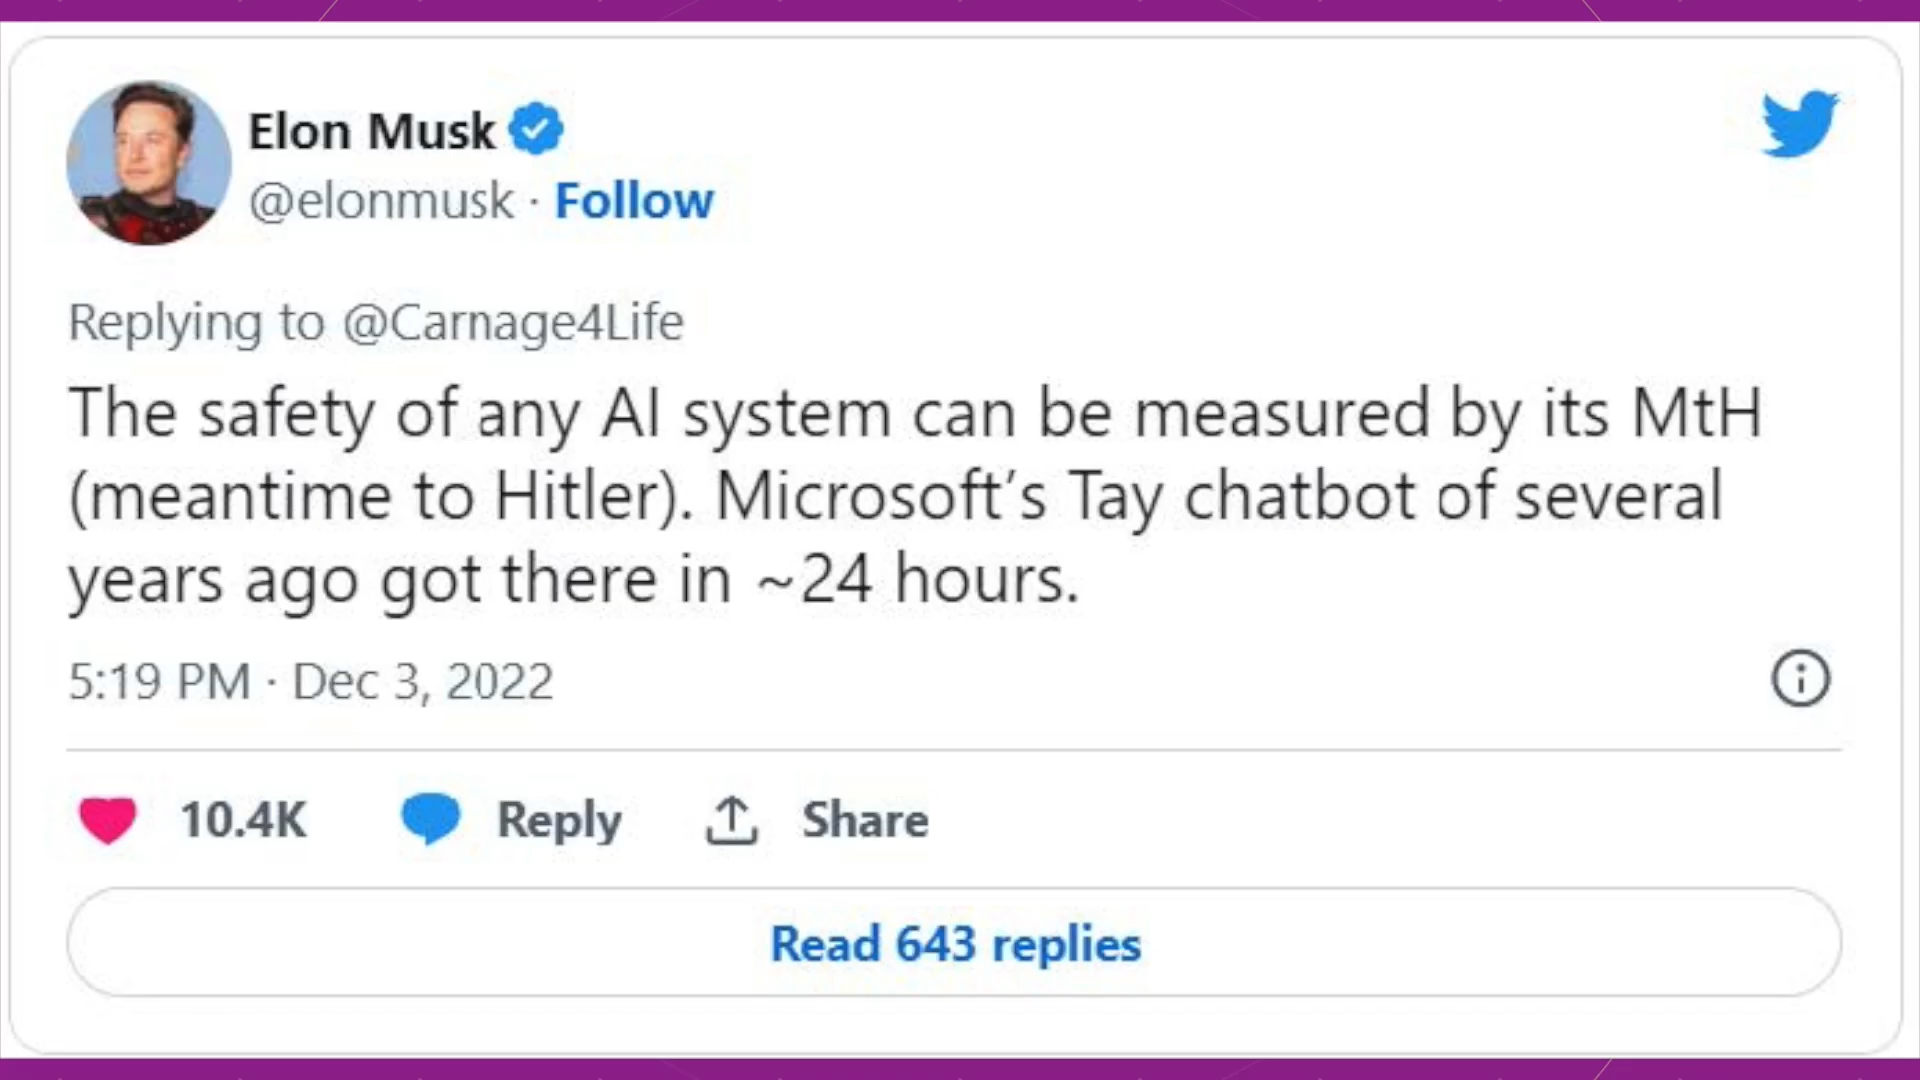 Elon Musk
@elonmusk · Follow
Replying to @Carnage4Life
The safety of any AI system can be measured by its MtH
(meantime to Hitler). Microsoft’s Tay chatbot of several
years ago got there in ~24 hours.
5:19 PM · Dec 3, 2022
10.4K Reply Share
Read 643 replies